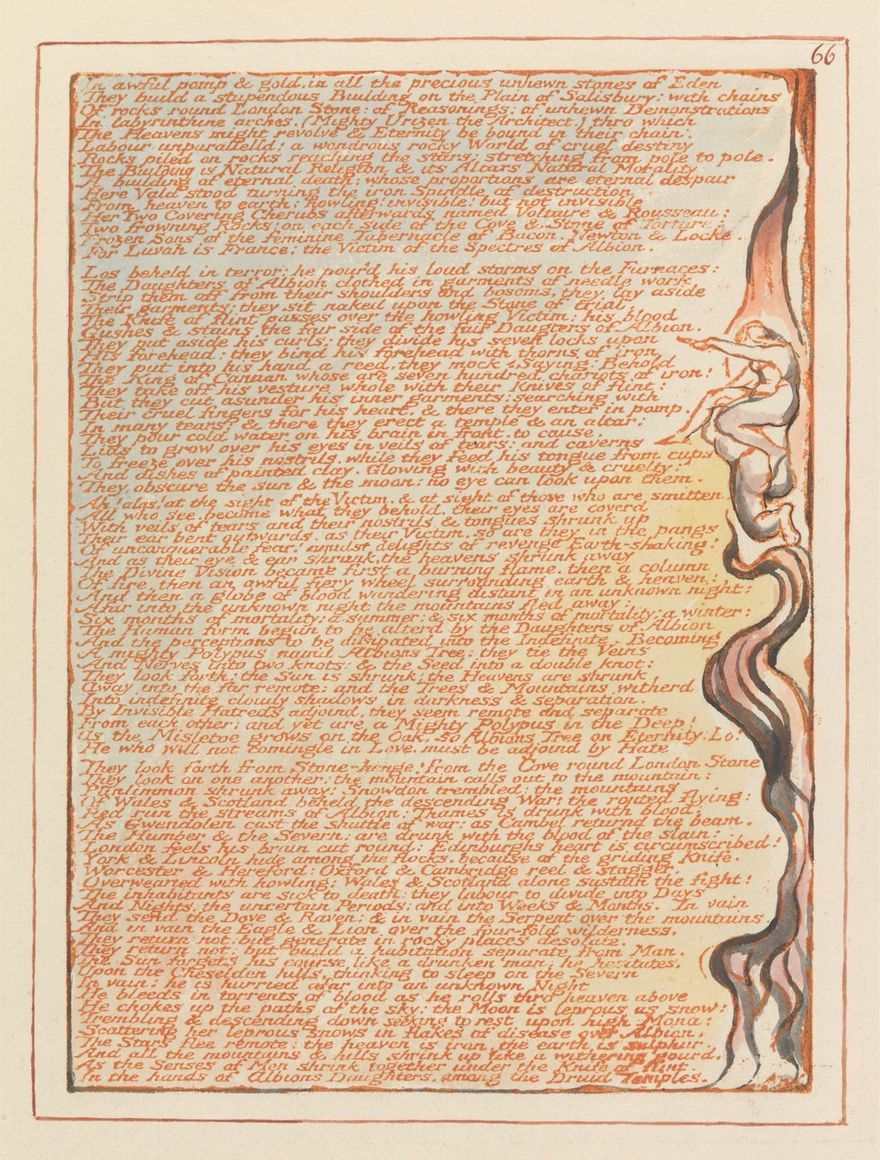 66
In awful pomp & gold, in all the precious unhewn stones of Eden
They build a stupendous Building on the Plain of Salisbury: with chains
Of rocks round London Stone: of Reasonings: of unhewn Demonstrations
In labyrinthine arches. (Mighty Urizen the Architect,) thro which
The Heavens might revolve & Eternity be bound in their chain.
Labour unparallelld! a wondrous rocky World of cruel destiny
Rocks piled on rocks reaching the stars: stretching from pole to pole.
The Building is Natural Religion & its Altars Natural Morality
A building of eternal death: whose proportions are eternal despair
Here Vala stood turning the iron Spindle of destruction
From heaven to earth: howling! invisible! but not invisible
Her Two Covering Cherubs afterwards named Voltaire & Rousseau:
Two frowning Rocks: on each side of the Cove & Stone of Torture:
Frozen Sons of the feminine Tabernacle of Bacon, Newton & Locke.
For Luvah is France: the Victim of the Spectres of Albion.
Los beheld in terror: he pour'd his loud storms on the Furnaces:
The Daughters of Albion clothed in garments of needle work
Strip them off from their shoulders and bosoms, they lay aside
Their garments; they sit naked upon the Stone of trial.
The Knife of flint passes over the howling Victim: his blood
Gushes & stains the fair side of the fair Daugters of Albion.
They put aside his curls; they divide his seven locks upon
His forehead: they bind his forehead with thorns of iron
They put into his hand a reed, they mock: Saying: Behold
The King of Canaan whose are seven hundred chariots of iron!
They take off his vesture whole with their Knives of flint:
But they cut asunder his inner garments: searching with
Their cruel fingers for his heart, & there they enter in pomp,
In many tears; & there they erect a temple & an altar:
They pour cold water on his brain in front, to cause.
Lids to grow over his eyes in veils of tears: and caverns
To freeze over his nostrils, while they feed his tongue from cups
And dishes of painted clay. Glowing with beauty & cruelty:
They obscure the sun & the moon: no eye can look upon them.
Ah! alas! at the sight of the Victim, & at sight of those who are smitten,
All who see, become what they behold. their eyes are coverd
With veils of tears and their nostrils & tongues shrunk up
Their ear bent outwards. as their Victim, so are they in the pangs
Of unconquerable fear! amidst delights of revenge Earth-shaking!
And as their eye & ear shrunk, the heavens shrunk away
The Divine Vision became First a burning flame, then a column
Of fire, then an awful fiery wheel surrounding earth & heaven:
And then a globe of blood wandering distant in an unknown night:
Afar into the unknown night the mountains fled away:
Six months of mortality; a summer: & six months of mortality; a winter:
The Human form began to be alterd by the Daughters of Albion
And the perceptions to be dissipated into the Indefinite. Becoming
A mighty Polypus nam'd Albions Tree: they tie the Veins
And Nerves into two knots: & the Seed into a double knot:
They look forth: the Sun is shrunk; the Heavens are shrunk
Away into the far remote: and the Trees & Mountains witherd
Into indefinite cloudy shadows in darkness & separation.
By Invisible Hatreds adjoind, they seem remote and separate
From each other; and yet are a Mighty Polypus in the Deep!
As the Misletoe grows on the Oak, so Albions Tree on Eternity: Lo!
He who will not comingle in Love, must be adjoind by Hate
They look forth from Stone-henge! from the Cove round London Stone
They look on one another: the mountain calls out to the mountain:
Plinlimmon shrunk away: Snowdon trembled: the mountains
Of Wales & Scotland beheld the descending War: the routed flying:
Red run the streams of Albion: Thames is drunk with blood:
As Gwendolen cast the shuttle of war: as Cambel returnd the beam.
The Humber & the Severn: are drunk with the blood of the slain:
London feels his brain cut round: Edinburghs heart is circumscribed!
York & Lincoln hide among the flocks, because of the griding Knife.
Worcester & Hereford: Oxford & Cambridge reel & stagger,
Overwearied with howling: Wales & Scotland alone sustain the fight!
The inhabitants are sick to death: they labour to divide into Days
And Nights, the uncertain Periods: and into Weeks & Months. In vain
They send the Dove & Raven: & in vain the Serpent over the mountains.
And in vain the Eagle & Lion over the four-fold wilderness.
They return not: but generate in rocky places desolate.
They return not; but build a habitation separate from Man.
The Sun forgets his course like a drunken man; he hesitates,
Upon the Cheselden hills, thinking to sleep on the Severn
In vain: he is hurried afar into an unknown Night
He bleeds in torrents of blood as he rolls thro heaven above
He chokes up the paths of the sky; the Moon is leprous as snow:
Trembling & descending down seeking to rest upon high Mona:
Scattering her leprous snows in flakes of disease over Albion.
The Stars flee remote: the heaven is iron, the earth is sulphur,
And all the mountains & hills shrink up like a withering gourd,
As the Senses of Men shrink together under the Knife of flint,
In the hands of Albions Daughters, among the Druid Temples.